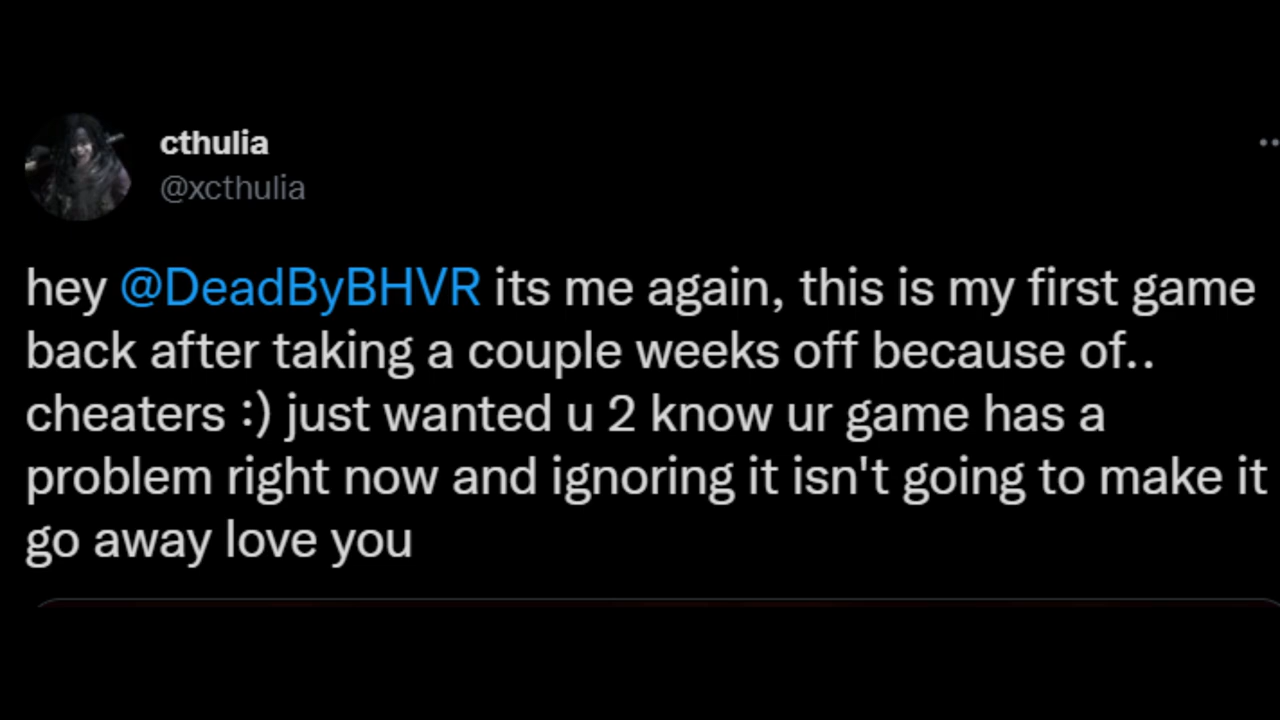 cthulia
@xcthulia
hey @DeadByBHVR its me again, this is my first game
back after taking a couple weeks off because of..
cheaters :) just wanted u 2 know ur game has a
problem right now and ignoring it isn't going to make it
go away love you